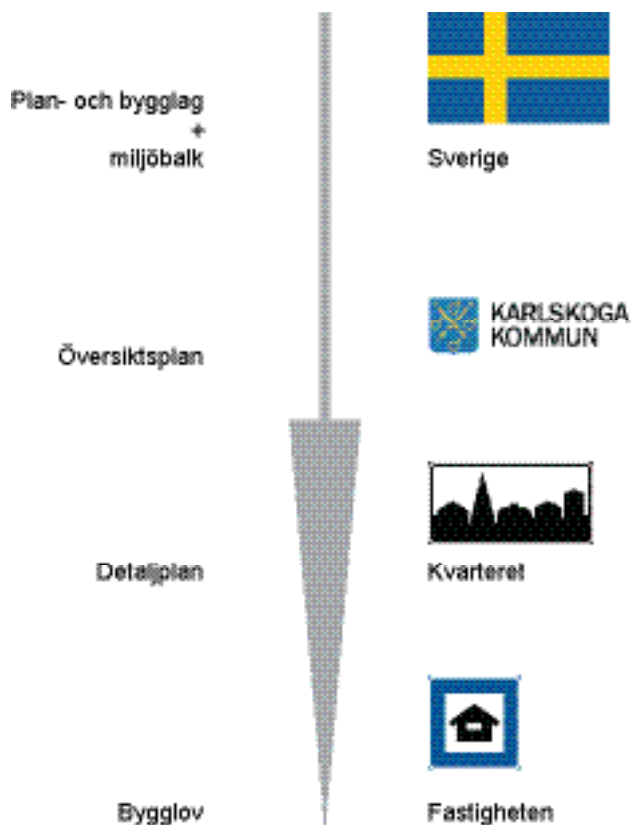 Plan- och bygglag
+
miljöbalk
Sverige
Översiktsplan
KARLSKOGA
KOMMUN
Detaljplan
Kvarteret
Bygglov
Fastigheten